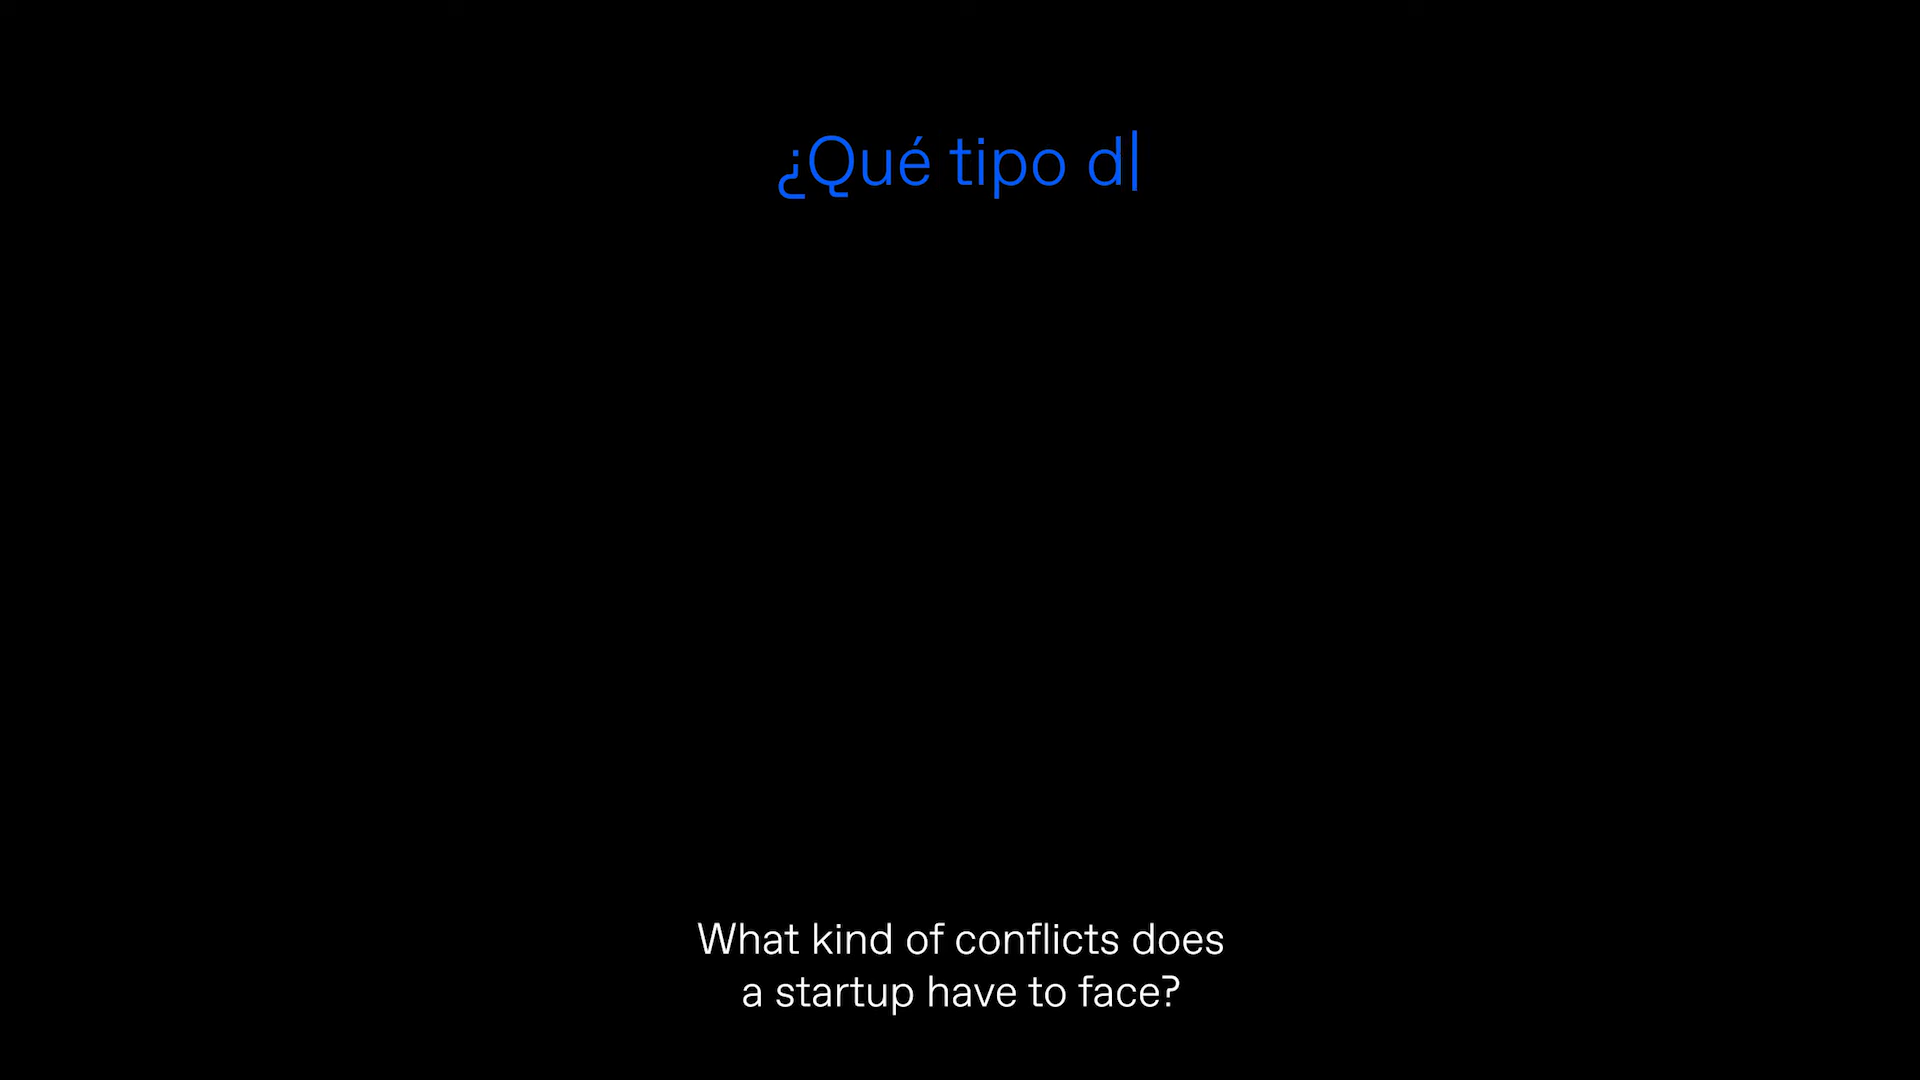 ¿Qué tipo d
What kind of conflicts does
a startup have to face?